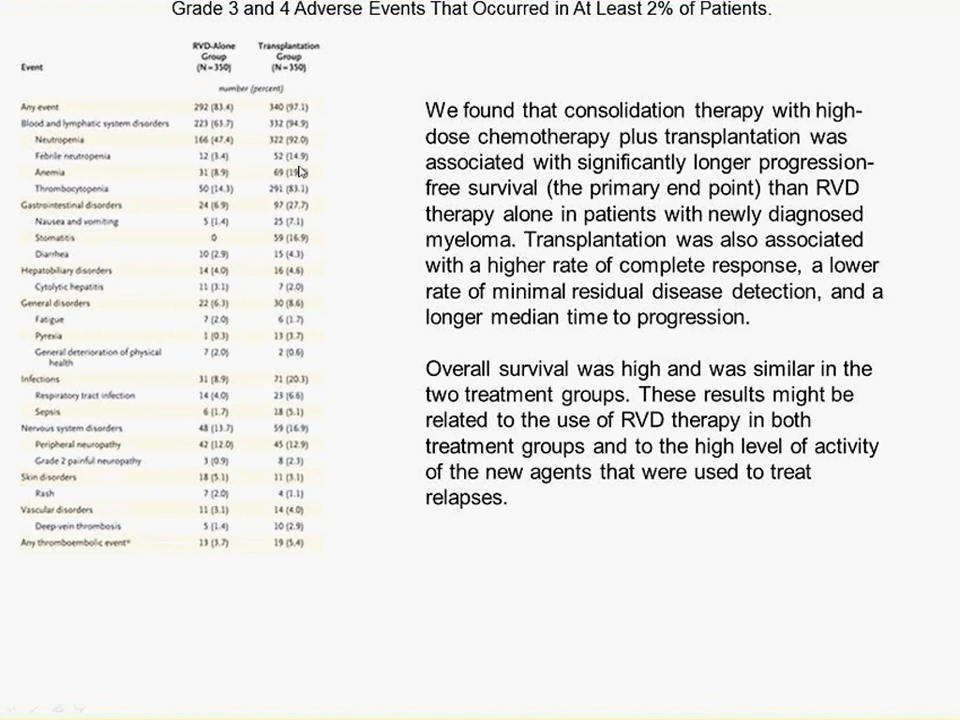 Grade 3 and 4 Adverse Events That Occurred in At Least 2% of Patients.
Event RVD-Alone Group (N=350) Transplantation Group (N=350)
number (percent)
Any event 292 (83.4) 340 (97.1)
Blood and lymphatic system disorders 223 (63.7) 332 (94.9)
Neutropenia 166 (47.4) 322 (92.0)
Febrile neutropenia 12 (3.4) 52 (14.9)
Anemia 31 (8.9) 69
Thrombocytopenia 50 (14.3) 291 (83.1)
Gastrointestinal disorders 24 (6.9) 97 (27.7)
Nausea and vomiting 5 (1.4) 25 (7.1)
Stomatitis 0 59 (16.9)
Diarrhea 10 (2.9) 15 (4.3)
Hepatobiliary disorders 14 (4.0) 16 (4.6)
Cytolytic hepatitis 11 (3.1) 7 (2.0)
General disorders 22 (6.3) 30 (8.6)
Fatigue 7 (2.0) 6 (1.7)
Pyrexia 1 (0.3) 13 (3.7)
General deterioration of physical health 7 (2.0) 2 (0.6)
Infections 31 (8.9) 71 (20.3)
Respiratory tract infection 14 (4.0) 23 (6.6)
Sepsis 6 (1.7) 18 (5.1)
Nervous system disorders 48 (13.7) 59 (16.9)
Peripheral neuropathy 42 (12.0) 45 (12.9)
Grade 2 painful neuropathy 3 (0.9) 8 (2.3)
Skin disorders 18 (5.1) 11 (3.1)
Rash 7 (2.0) 4 (1.1)
Vascular disorders 11 (3.1) 14 (4.0)
Deep-vein thrombosis 5 (1.4) 10 (2.9)
Any thromboembolic event* 13 (3.7) 19 (5.4)
We found that consolidation therapy with high-
dose chemotherapy plus transplantation was
associated with significantly longer progression-
free survival (the primary end point) than RVD
therapy alone in patients with newly diagnosed
myeloma. Transplantation was also associated
with a higher rate of complete response, a lower
rate of minimal residual disease detection, and a
longer median time to progression.
Overall survival was high and was similar in the
two treatment groups. These results might be
related to the use of RVD therapy in both
treatment groups and to the high level of activity
of the new agents that were used to treat
relapses.